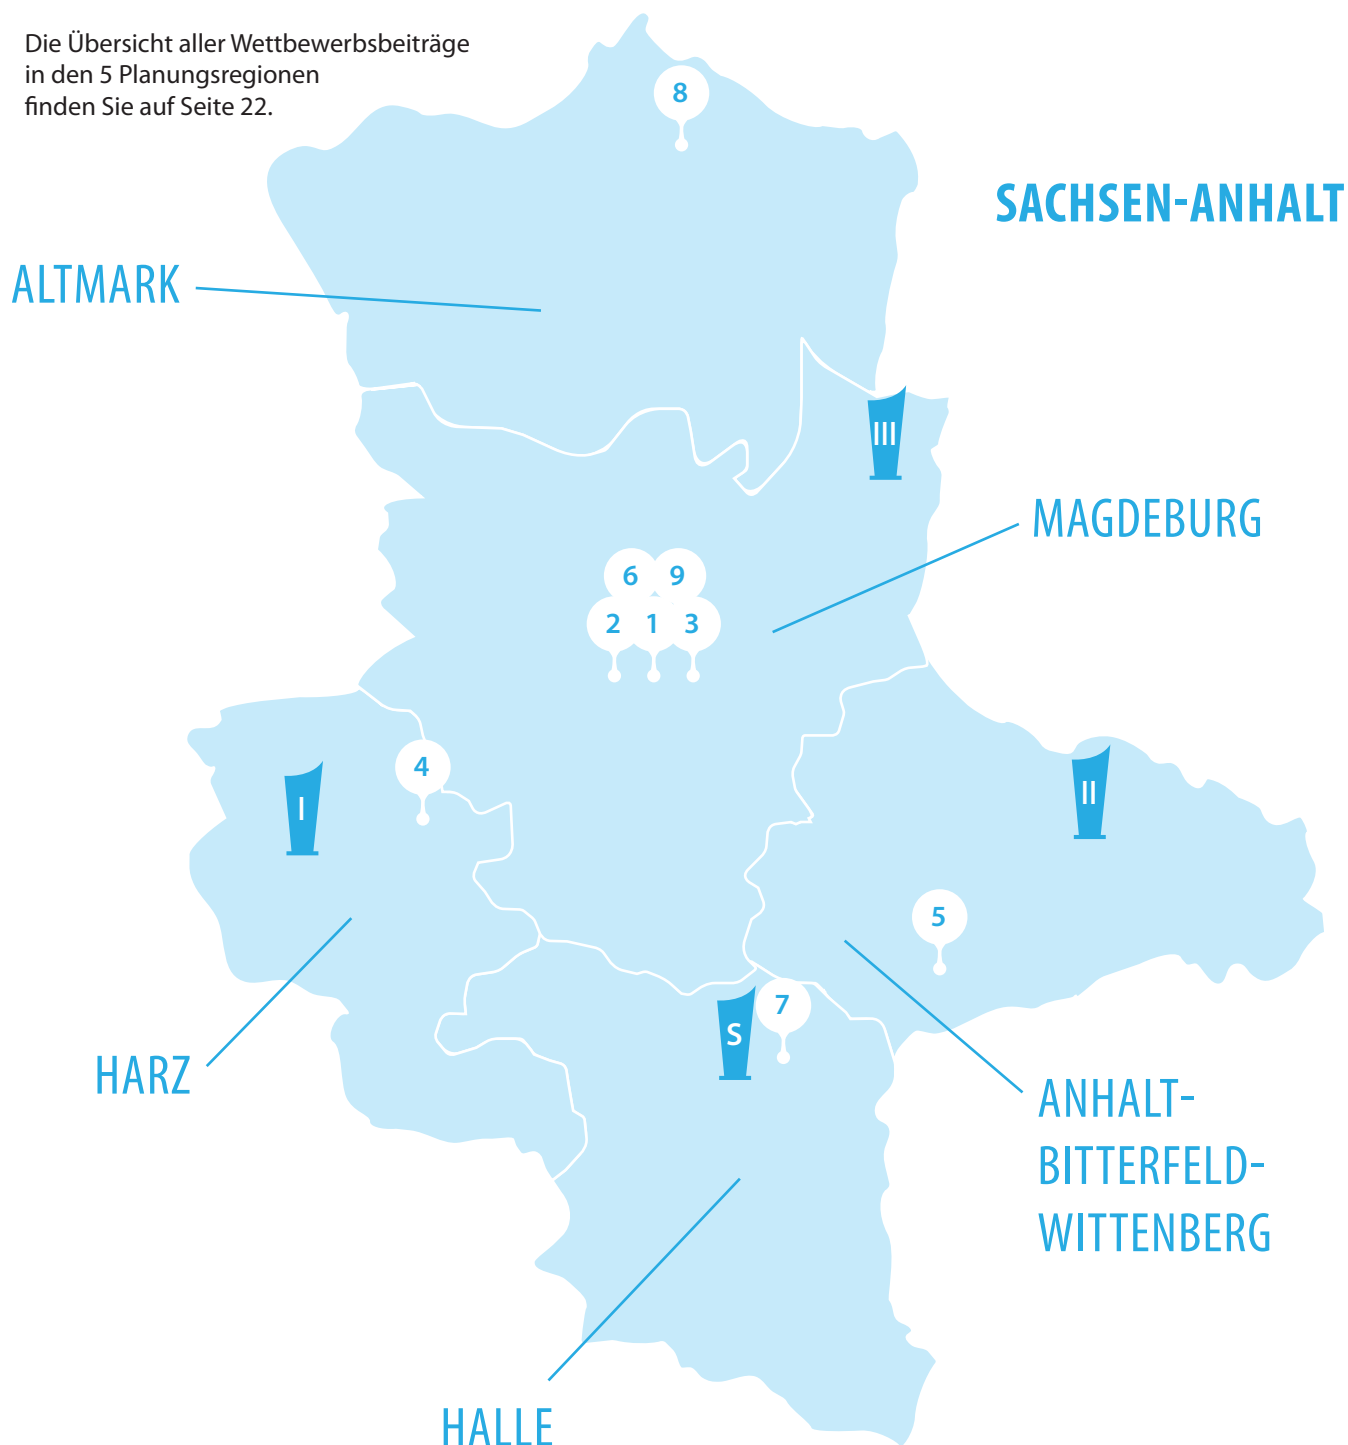 Die Übersicht aller Wettbewerbsbeiträge
in den 5 Planungsregionen
finden Sie auf Seite 22.
8
SACHSEN-ANHALT
ALTMARK
III
MAGDEBURG
6 9
2 1 3
4
I
II
5
7
S
HARZ
ANHALT-
BITTERFELD-
WITTENBERG
HALLE